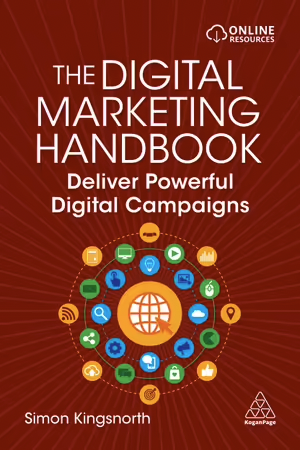 ONLINE
RESOURCES
THE DIGITAL
MARKETING
HANDBOOK
Deliver Powerful
Digital Campaigns
Simon Kingsnorth
KoganPage